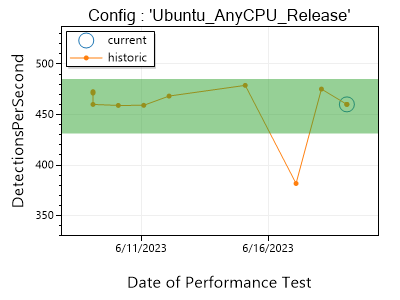 Config : 'Ubuntu_AnyCPU_Release'
current
historic
DetectionsPerSecond
500
450
400
350
6/11/2023
6/16/2023
Date of Performance Test